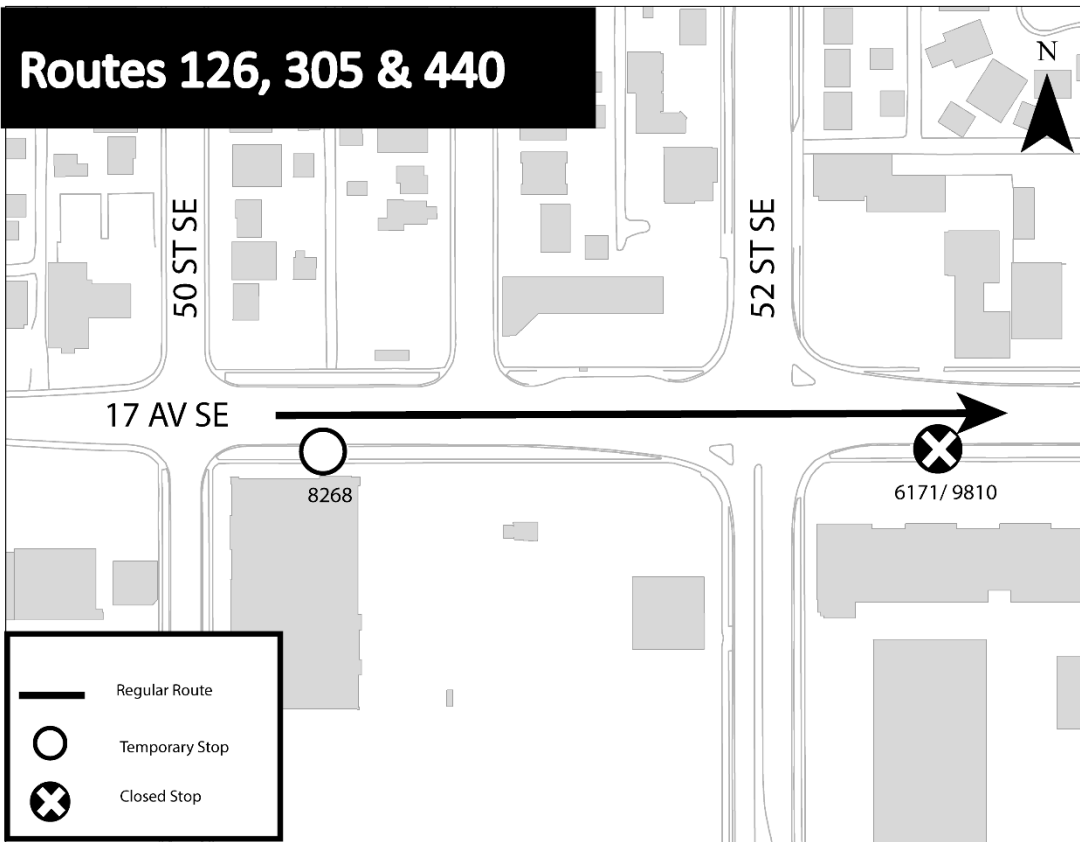 Routes 126, 305 & 440
N
50 ST SE
52 ST SE
17 AV SE
8268
6171/ 9810
Regular Route
Temporary Stop
Closed Stop